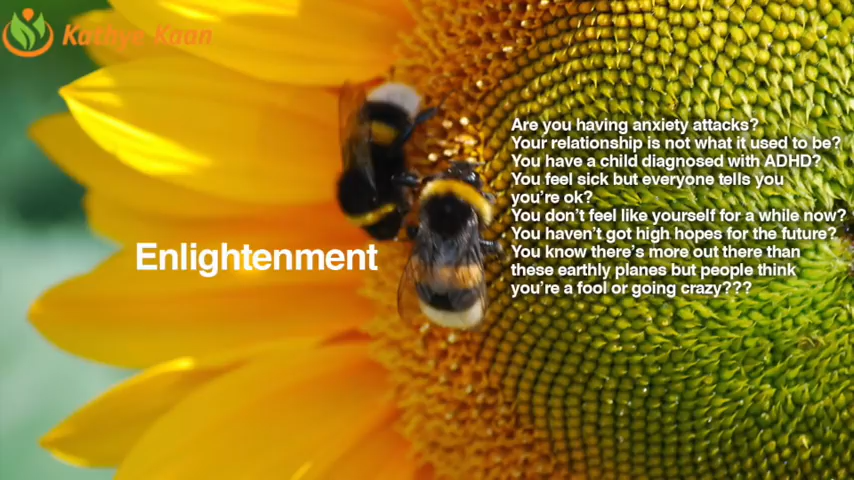 Kathye Kaan
Enlightenment
Are you having anxiety attacks?
Your relationship is not what it used to be?
You have a child diagnosed with ADHD?
You feel sick but everyone tells you
you're ok?
You don't feel like yourself for a while now?
You haven't got high hopes for the future?
You know there's more out there than
these earthly planes but people think
you're a fool or going crazy???